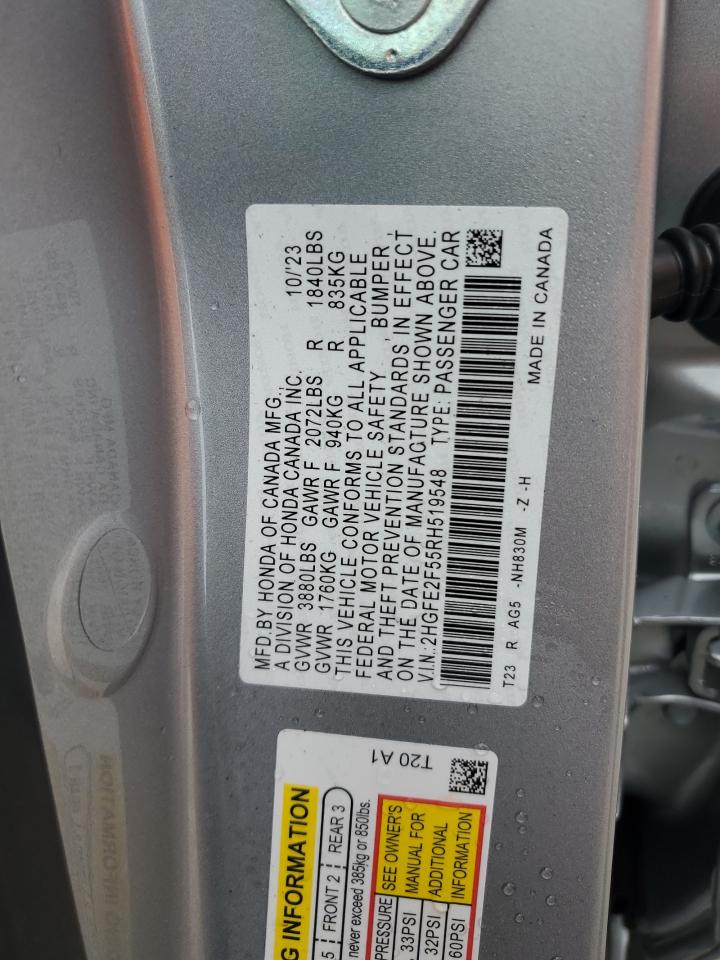 MFD.BY HONDA OF CANADA MFG.,
A DIVISION OF HONDA CANADA INC. 10/'23
GVWR 3880LBS GAWR F 2072LBS R 1840LBS
GVWR 1760KG GAWR F 940KG R 835KG
THIS VEHICLE CONFORMS TO ALL APPLICABLE
FEDERAL MOTOR VEHICLE SAFETY , BUMPER ,
AND THEFT PREVENTION STANDARDS IN EFFECT
ON THE DATE OF MANUFACTURE SHOWN ABOVE.
V.I.N.:2HGFE2F55RH519548 TYPE: PASSENGER CAR
T23 R AG5 -NH830M -Z -H
MADE IN CANADA
INFORMATION
5 FRONT 2 REAR 3
never exceed 385kg or 850lbs.
PRESSURE SEE OWNER'S
33PSI MANUAL FOR
32PSI ADDITIONAL
60PSI INFORMATION
T20 A1